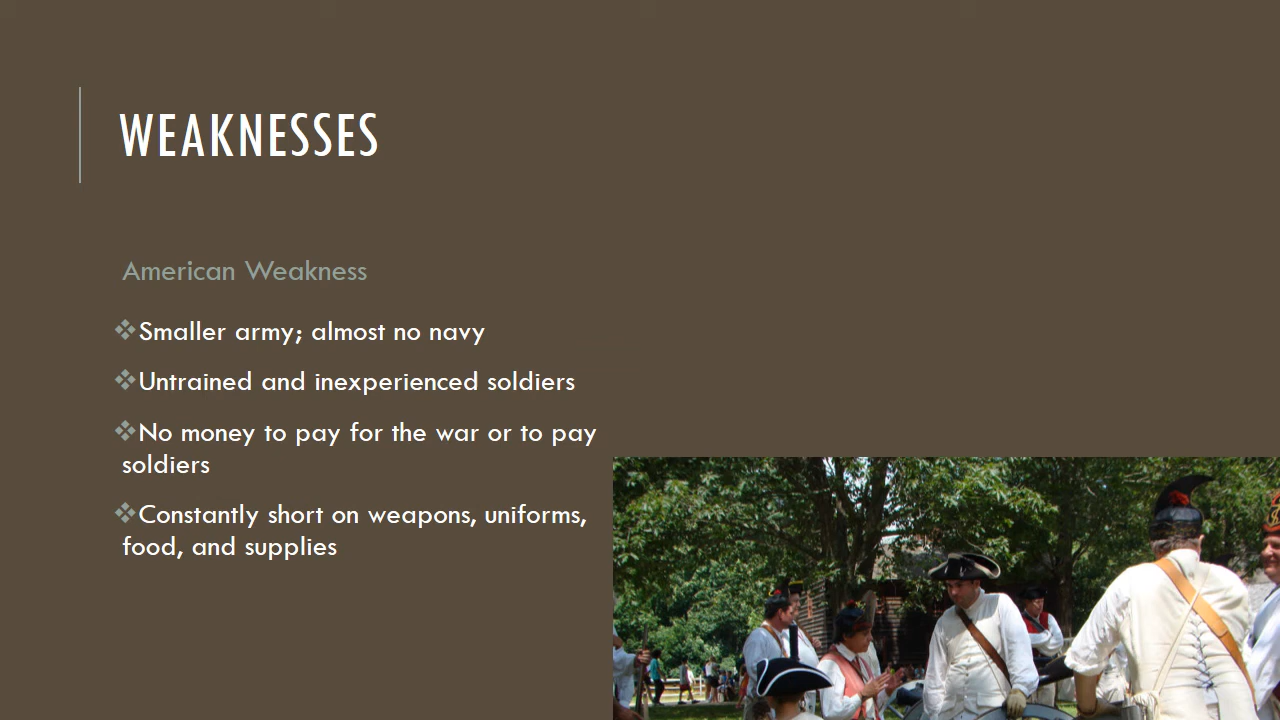 WEAKNESSES
American Weakness
❖Smaller army; almost no navy
❖Untrained and inexperienced soldiers
❖No money to pay for the war or to pay
soldiers
❖Constantly short on weapons, uniforms,
food, and supplies